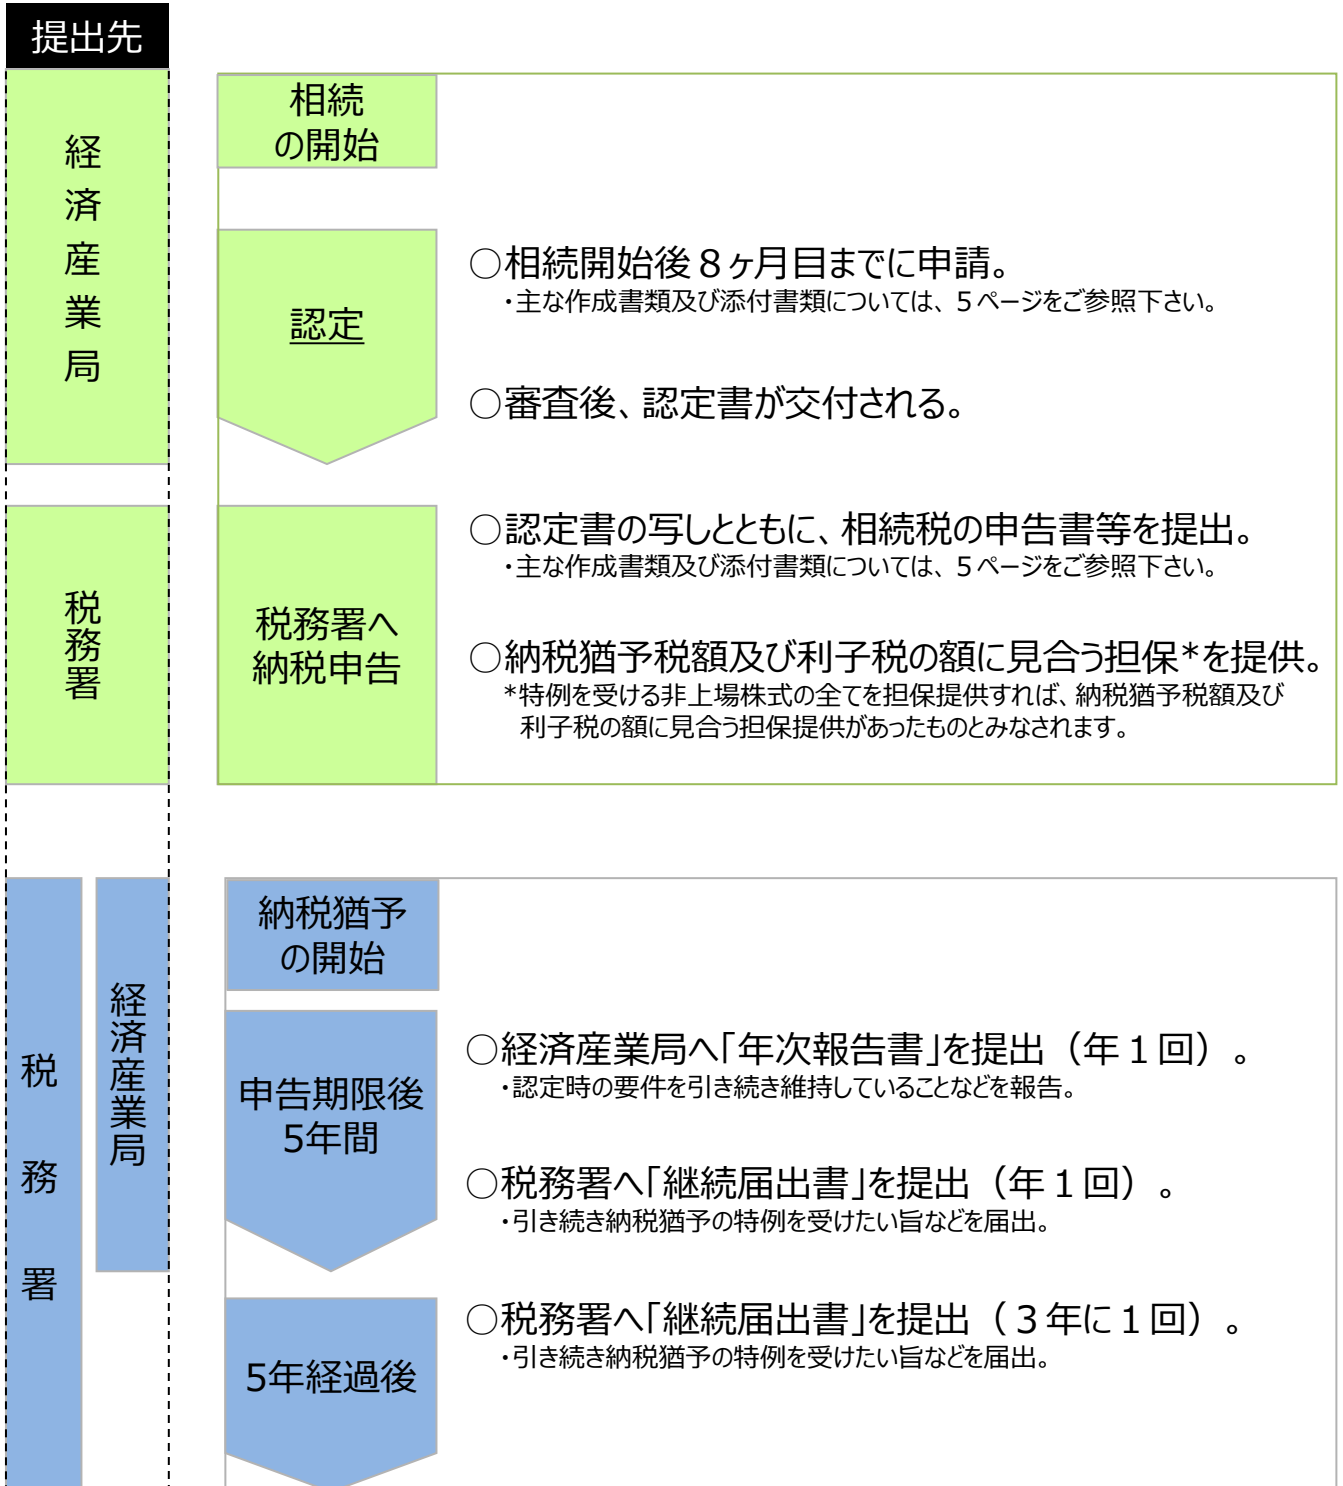 提出先
経済産業局
相続
の開始
認定
○相続開始後８ヶ月目までに申請。
・主な作成書類及び添付書類については、５ページをご参照下さい。
○審査後、認定書が交付される。
税務署
税務署へ
納税申告
○認定書の写しとともに、相続税の申告書等を提出。
・主な作成書類及び添付書類については、５ページをご参照下さい。
○納税猶予税額及び利子税の額に見合う担保*を提供。
*特例を受ける非上場株式の全てを担保提供すれば、納税猶予税額及び
利子税の額に見合う担保提供があったものとみなされます。
税務署
経済産業局
納税猶予
の開始
申告期限後
5年間
○経済産業局へ「年次報告書」を提出（年１回）。
・認定時の要件を引き続き維持していることなどを報告。
○税務署へ「継続届出書」を提出（年１回）。
・引き続き納税猶予の特例を受けたい旨などを届出。
5年経過後
○税務署へ「継続届出書」を提出（３年に１回）。
・引き続き納税猶予の特例を受けたい旨などを届出。